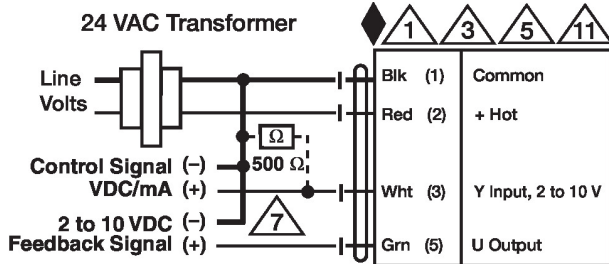 24 VAC Transformer
1 3 5 11
Line
Volts
Blk (1) Common
Red (2) + Hot
Ω
500 Ω
Control Signal (–)
VDC/mA (+)
Wht (3) Y Input, 2 to 10 V
7
2 to 10 VDC (–)
Feedback Signal (+)
Grn (5) U Output